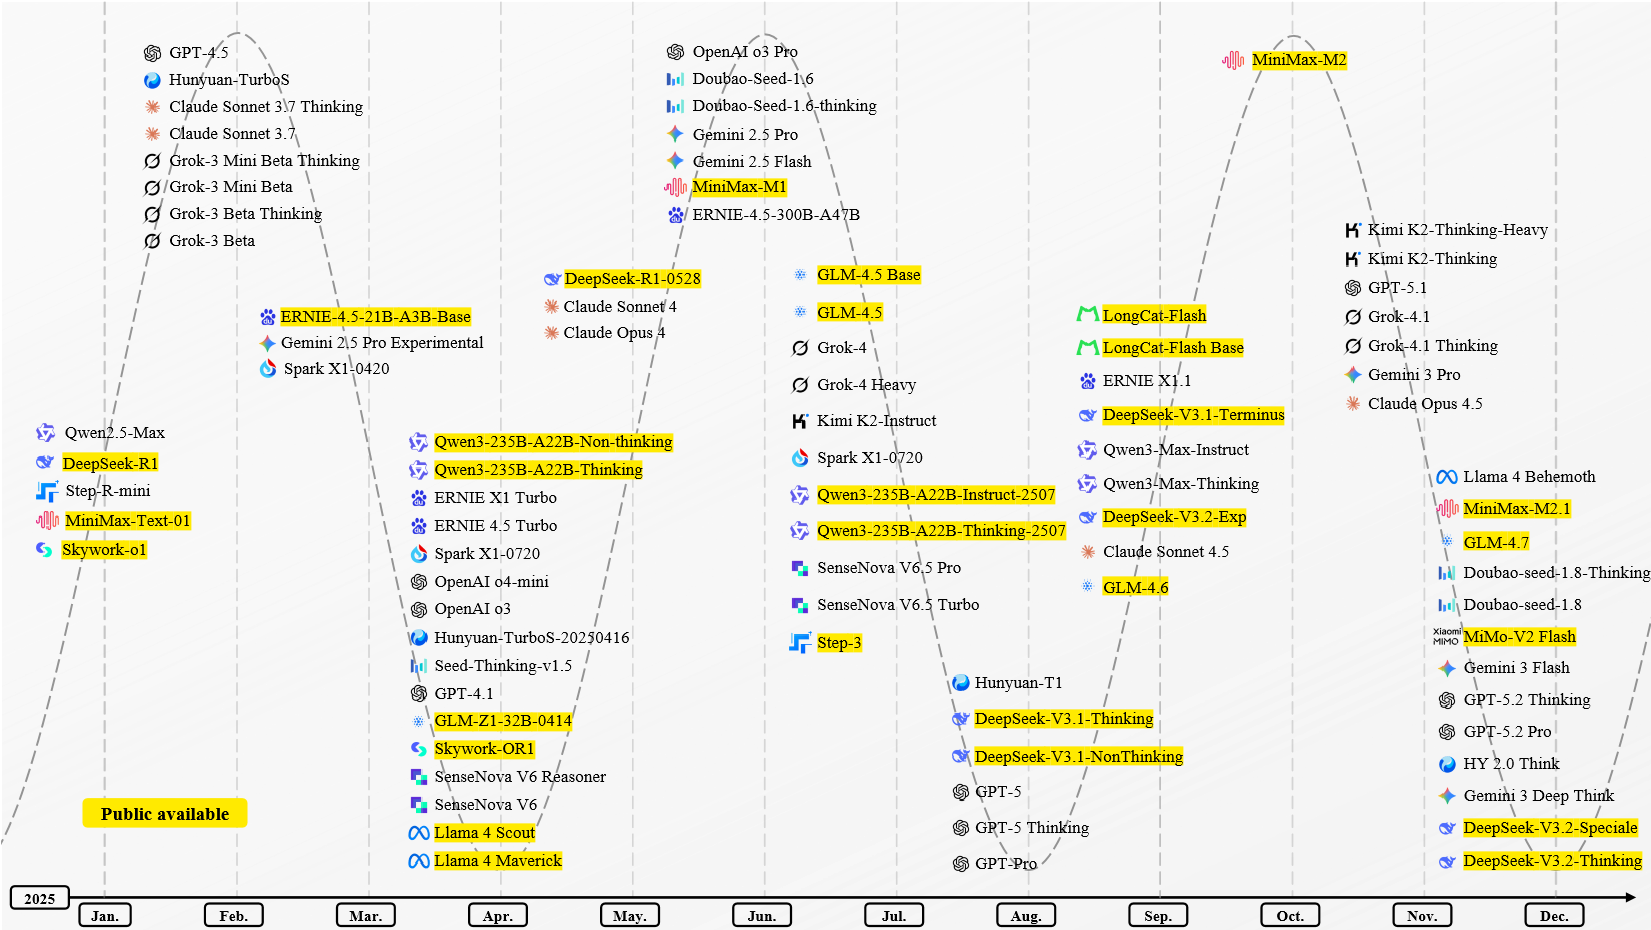 GPT-4.5
Hunyuan-TurboS
Claude Sonnet 3.7 Thinking
Claude Sonnet 3.7
Grok-3 Mini Beta Thinking
Grok-3 Mini Beta
Grok-3 Beta Thinking
Grok-3 Beta
ERNIE-4.5-21B-A3B-Base
Gemini 2.5 Pro Experimental
Spark X1-0420
Qwen2.5-Max
DeepSeek-R1
Step-R-mini
MiniMax-Text-01
Skywork-o1
Qwen3-235B-A22B-Non-thinking
Qwen3-235B-A22B-Thinking
ERNIE X1 Turbo
ERNIE 4.5 Turbo
Spark X1-0720
OpenAI o4-mini
OpenAI o3
Hunyuan-TurboS-20250416
Seed-Thinking-v1.5
GPT-4.1
GLM-Z1-32B-0414
Skywork-OR1
SenseNova V6 Reasoner
SenseNova V6
Llama 4 Scout
Llama 4 Maverick
DeepSeek-R1-0528
Claude Sonnet 4
Claude Opus 4
OpenAI o3 Pro
Doubao-Seed-1.6
Doubao-Seed-1.6-thinking
Gemini 2.5 Pro
Gemini 2.5 Flash
MiniMax-M1
ERNIE-4.5-300B-A47B
GLM-4.5 Base
GLM-4.5
Grok-4
Grok-4 Heavy
Kimi K2-Instruct
Spark X1-0720
Qwen3-235B-A22B-Instruct-2507
Qwen3-235B-A22B-Thinking-2507
SenseNova V6.5 Pro
SenseNova V6.5 Turbo
Step-3
Hunyuan-T1
DeepSeek-V3.1-Thinking
DeepSeek-V3.1-NonThinking
GPT-5
GPT-5 Thinking
GPT-Pro
LongCat-Flash
LongCat-Flash Base
ERNIE X1.1
DeepSeek-V3.1-Terminus
Qwen3-Max-Instruct
Qwen3-Max-Thinking
DeepSeek-V3.2-Exp
Claude Sonnet 4.5
GLM-4.6
MiniMax-M2
Kimi K2-Thinking-Heavy
Kimi K2-Thinking
GPT-5.1
Grok-4.1
Grok-4.1 Thinking
Gemini 3 Pro
Claude Opus 4.5
Llama 4 Behemoth
MiniMax-M2.1
GLM-4.7
Doubao-seed-1.8-Thinking
Doubao-seed-1.8
Xiaomi
MIMO
MiMo-V2 Flash
Gemini 3 Flash
GPT-5.2 Thinking
GPT-5.2 Pro
HY 2.0 Think
Gemini 3 Deep Think
DeepSeek-V3.2-Speciale
DeepSeek-V3.2-Thinking
Public available
2025
Jan.
Feb.
Mar.
Apr.
May.
Jun.
Jul.
Aug.
Sep.
Oct.
Nov.
Dec.